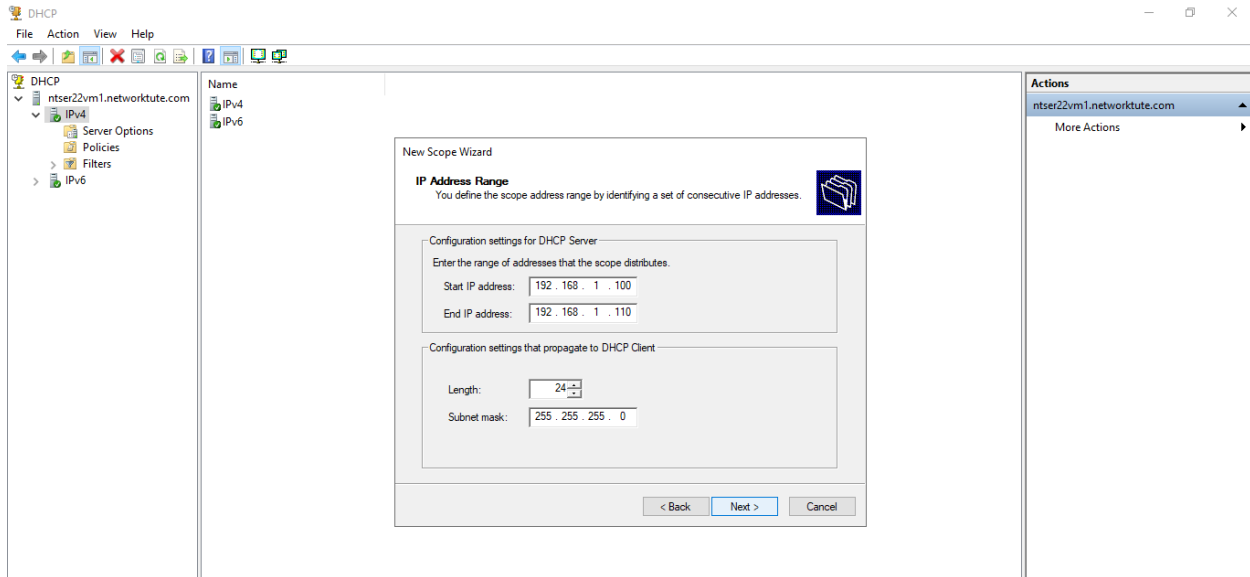 DHCP
File Action View Help
DHCP
ntser22vm1.networktute.com
IPv4
Server Options
Policies
Filters
IPv6
Name
IPv4
IPv6
New Scope Wizard
IP Address Range
You define the scope address range by identifying a set of consecutive IP addresses.
Configuration settings for DHCP Server
Enter the range of addresses that the scope distributes.
Start IP address: 192 . 168 . 1 . 100
End IP address: 192 . 168 . 1 . 110
Configuration settings that propagate to DHCP Client
Length: 24
Subnet mask: 255 . 255 . 255 . 0
< Back Next > Cancel
Actions
ntser22vm1.networktute.com
More Actions